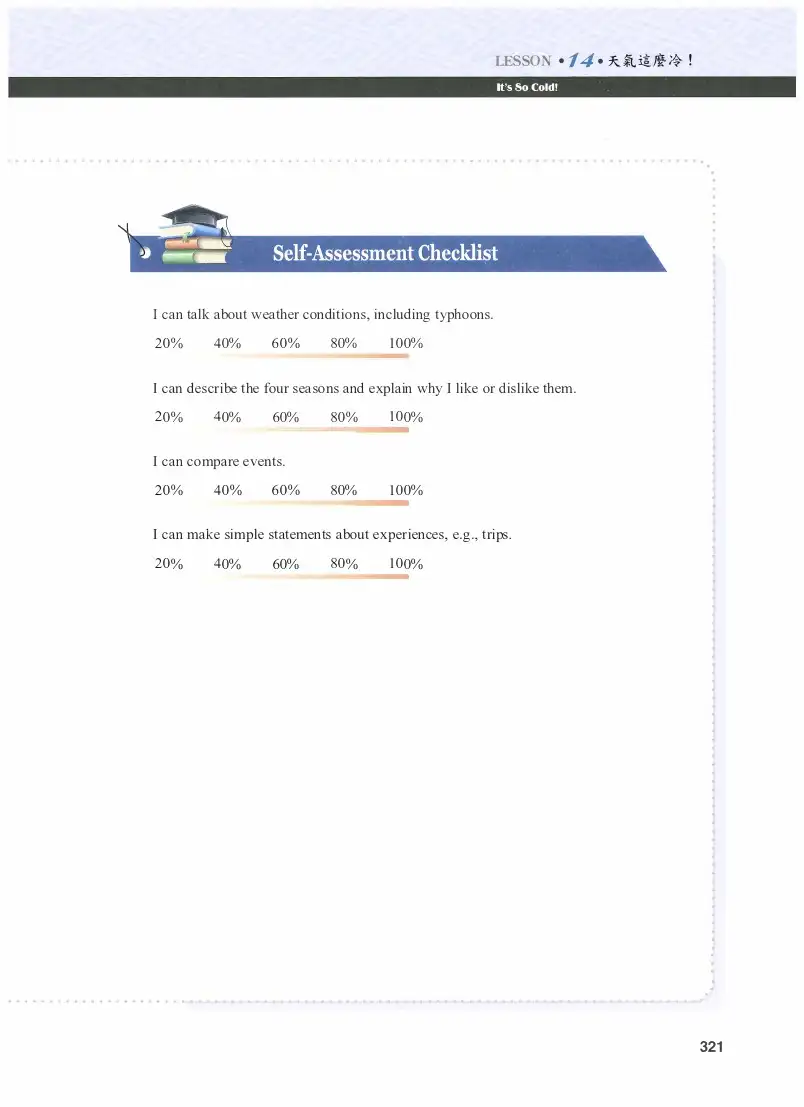 LESSON • 14 • 天氣這麼冷！
It's So Cold!
Self-Assessment Checklist
I can talk about weather conditions, including typhoons.
20% 40% 60% 80% 100%
I can describe the four seasons and explain why I like or dislike them.
20% 40% 60% 80% 100%
I can compare events.
20% 40% 60% 80% 100%
I can make simple statements about experiences, e.g., trips.
20% 40% 60% 80% 100%
321